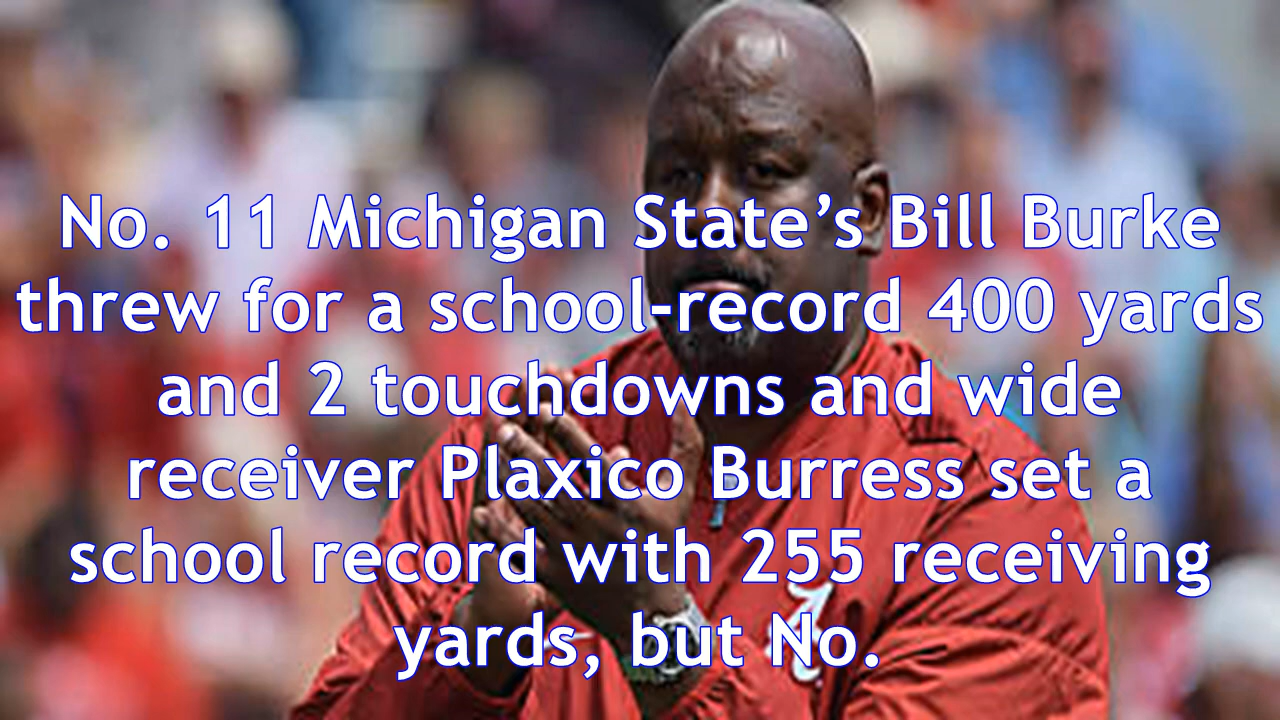 No. 11 Michigan State’s Bill Burke
threw for a school-record 400 yards
and 2 touchdowns and wide
receiver Plaxico Burress set a
school record with 255 receiving
yards, but No.